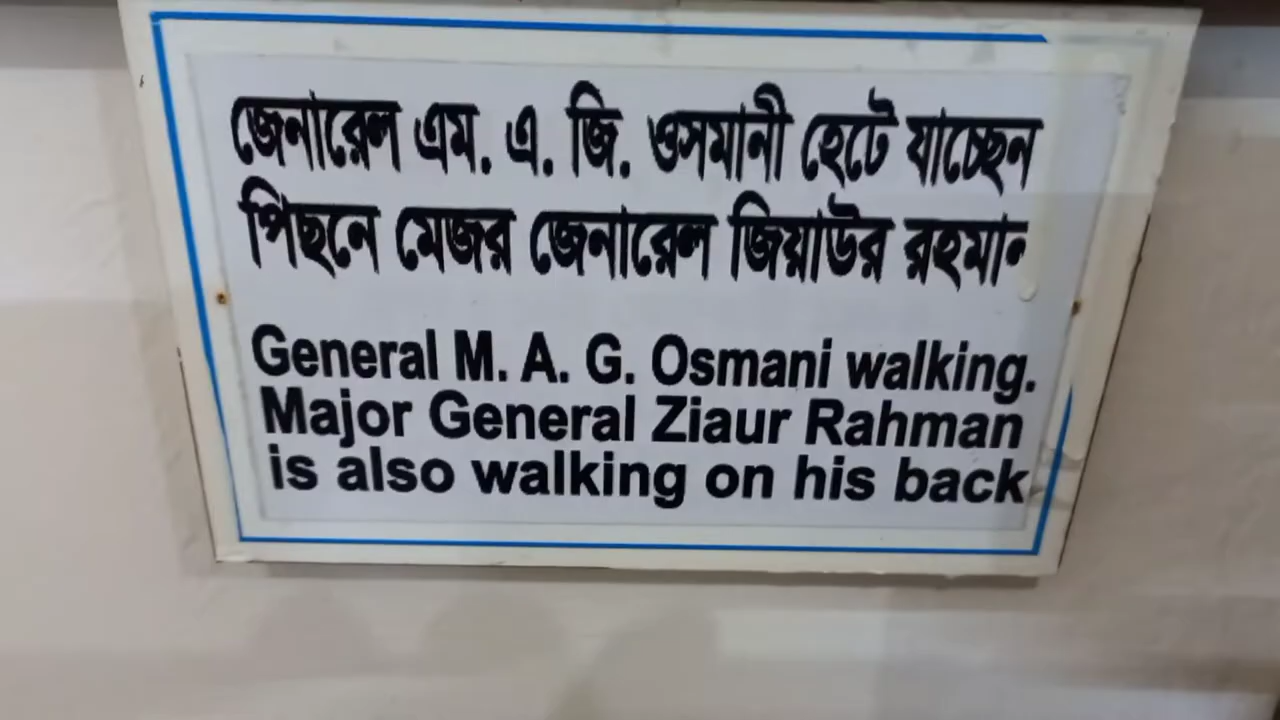 জেনারেল এম. এ. জি. ওসমানী হেটে যাচ্ছেন
পিছনে মেজর জেনারেল জিয়াউর রহমান
General M. A. G. Osmani walking.
Major General Ziaur Rahman
is also walking on his back